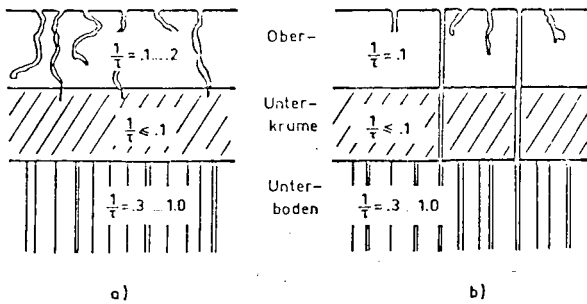 Ober-
1/τ = .1....2
1/τ = .1
Unter-
krume
1/τ ≤ .1
1/τ ≤ .1
Unter-
boden
1/τ = .3 ... 1.0
1/τ = .3 1.0
a)
b)